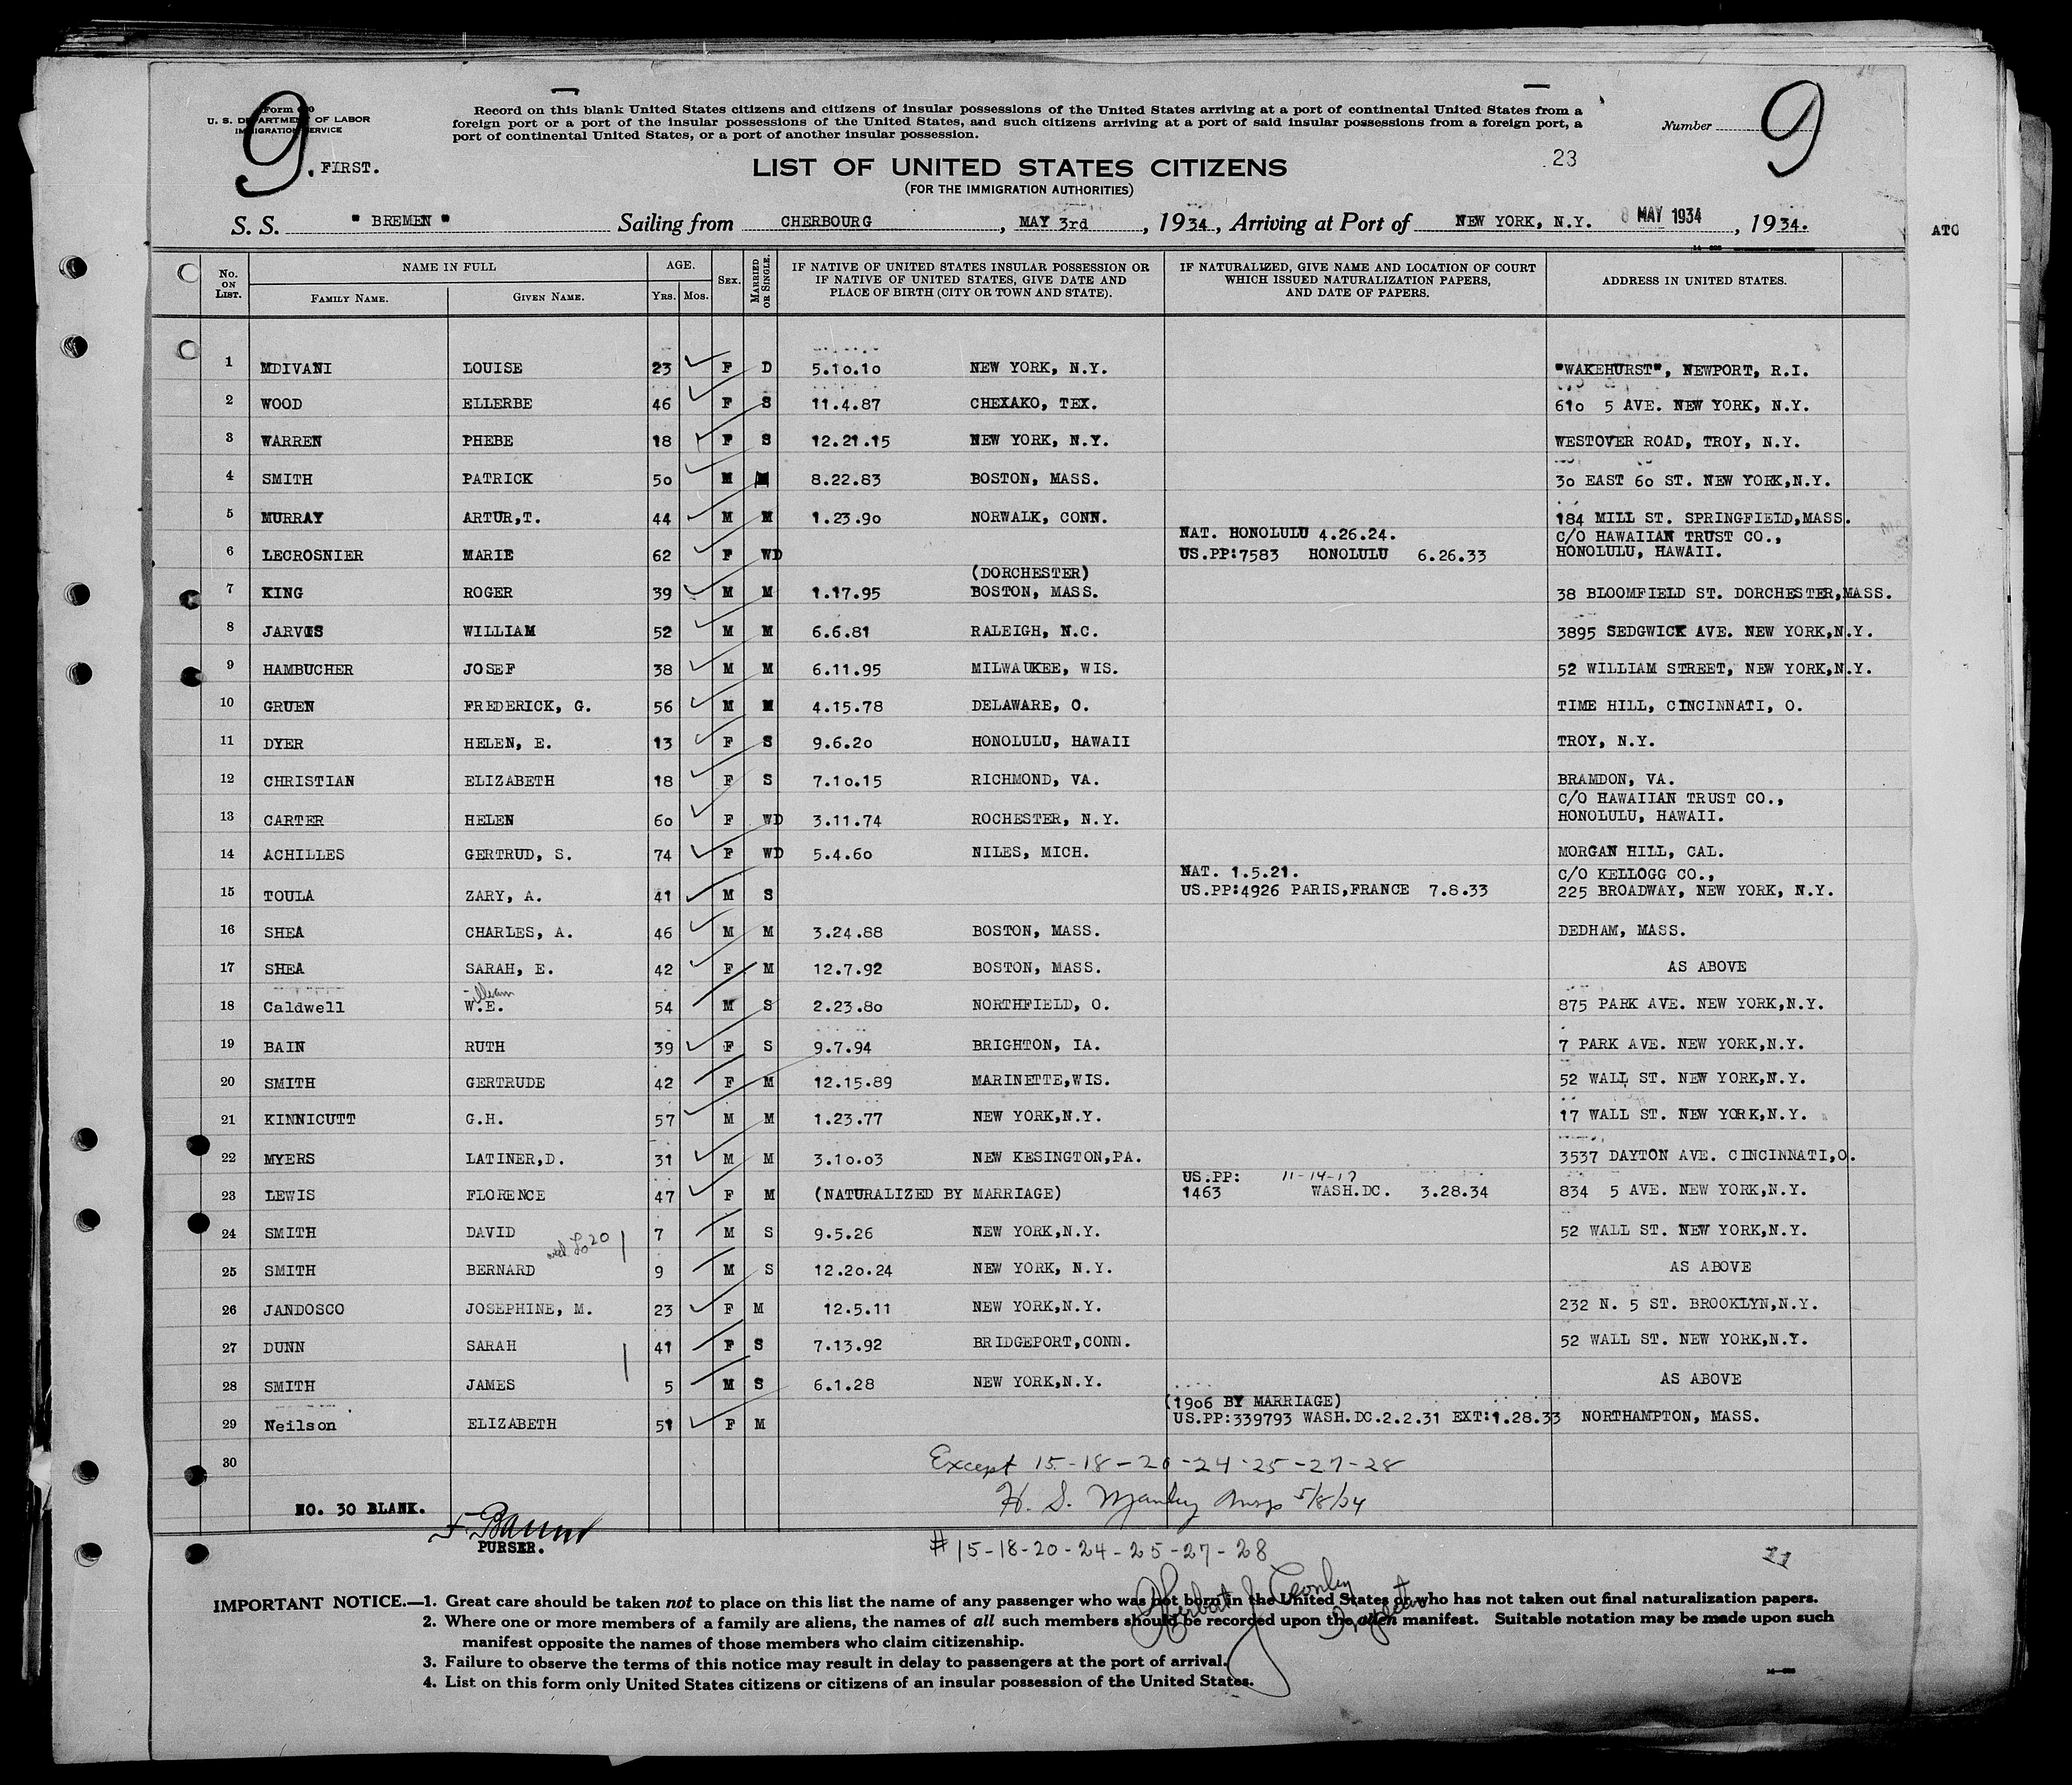 9 9
Form 630
U. S. DEPARTMENT OF LABOR
IMMIGRATION SERVICE
Record on this blank United States citizens and citizens of insular possessions of the United States arriving at a port of continental United States from a
foreign port or a port of the insular possessions of the United States, and such citizens arriving at a port of said insular possessions from a foreign port, a
port of continental United States, or a port of another insular possession.
Number
.FIRST.
LIST OF UNITED STATES CITIZENS
(FOR THE IMMIGRATION AUTHORITIES)
23
S. S. "BREMEN" Sailing from CHERBOURG, MAY 3rd, 1934, Arriving at Port of NEW YORK, N.Y. 8 MAY 1934, 1934.
ATO
No. ON LIST. NAME IN FULL FAMILY NAME. GIVEN NAME. AGE. YRS. MOS. SEX. MARRIED OR SINGLE. IF NATIVE OF UNITED STATES INSULAR POSSESSION OR IF NATIVE OF UNITED STATES, GIVE DATE AND PLACE OF BIRTH (CITY OR TOWN AND STATE). IF NATURALIZED, GIVE NAME AND LOCATION OF COURT WHICH ISSUED NATURALIZATION PAPERS, AND DATE OF PAPERS. ADDRESS IN UNITED STATES.
1 MDIVANI LOUISE 23 F D 5.10.10 NEW YORK, N.Y. "WAKEHURST", NEWPORT, R.I.
2 WOOD ELLERBE 46 F S 11.4.87 CHEXAKO, TEX. 610 5 AVE. NEW YORK, N.Y.
3 WARREN PHEBE 18 F S 12.21.15 NEW YORK, N.Y. WESTOVER ROAD, TROY, N.Y.
4 SMITH PATRICK 50 M M 8.22.83 BOSTON, MASS. 30 EAST 60 ST. NEW YORK,N.Y.
5 MURRAY ARTUR,T. 44 M M 1.23.90 NORWALK, CONN. 184 MILL ST. SPRINGFIELD,MASS.
NAT. HONOLULU 4.26.24. C/O HAWAIIAN TRUST CO.,
6 LECROSNIER MARIE 62 F WD US.PP:7583 HONOLULU 6.26.33 HONOLULU, HAWAII.
(DORCHESTER)
7 KING ROGER 39 M M 1.17.95 BOSTON, MASS. 38 BLOOMFIELD ST. DORCHESTER,MASS.
8 JARVIS WILLIAM 52 M M 6.6.81 RALEIGH, N.C. 3895 SEDGWICK AVE. NEW YORK,N.Y.
9 HAMBUCHER JOSEF 38 M M 6.11.95 MILWAUKEE, WIS. 52 WILLIAM STREET, NEW YORK,N.Y.
10 GRUEN FREDERICK, G. 56 M M 4.15.78 DELAWARE, O. TIME HILL, CINCINNATI, O.
11 DYER HELEN, E. 13 F S 9.6.20 HONOLULU, HAWAII TROY, N.Y.
12 CHRISTIAN ELIZABETH 18 F S 7.10.15 RICHMOND, VA. BRAMDON, VA.
C/O HAWAIIAN TRUST CO.,
13 CARTER HELEN 60 F WD 3.11.74 ROCHESTER, N.Y. HONOLULU, HAWAII.
14 ACHILLES GERTRUD, S. 74 F WD 5.4.60 NILES, MICH. MORGAN HILL, CAL.
NAT. 1.5.21. C/O KELLOGG CO.,
15 TOULA ZARY, A. 41 M S US.PP:4926 PARIS,FRANCE 7.8.33 225 BROADWAY, NEW YORK, N.Y.
16 SHEA CHARLES, A. 46 M M 3.24.88 BOSTON, MASS. DEDHAM, MASS.
17 SHEA SARAH, E. 42 F M 12.7.92 BOSTON, MASS. AS ABOVE
william
18 Caldwell W.E. 54 M S 2.23.80 NORTHFIELD, O. 875 PARK AVE. NEW YORK,N.Y.
19 BAIN RUTH 39 F S 9.7.94 BRIGHTON, IA. 7 PARK AVE. NEW YORK,N.Y.
20 SMITH GERTRUDE 42 F M 12.15.89 MARINETTE,WIS. 52 WALL ST. NEW YORK,N.Y.
21 KINNICUTT G.H. 57 M M 1.23.77 NEW YORK,N.Y. 17 WALL ST. NEW YORK,N.Y.
22 MYERS LATINER,D. 31 M M 3.10.03 NEW KESINGTON,PA. 3537 DAYTON AVE. CINCINNATI,O.
US.PP: 11-14-17
23 LEWIS FLORENCE 47 F M (NATURALIZED BY MARRIAGE) 1463 WASH.DC. 3.28.34 834 5 AVE. NEW YORK,N.Y.
24 SMITH DAVID 7 M S 9.5.26 NEW YORK,N.Y. 52 WALL ST. NEW YORK,N.Y.
20
25 SMITH BERNARD 9 M S 12.20.24 NEW YORK, N.Y. AS ABOVE
26 JANDOSCO JOSEPHINE, M. 23 F M 12.5.11 NEW YORK,N.Y. 232 N. 5 ST. BROOKLYN,N.Y.
27 DUNN SARAH 41 F S 7.13.92 BRIDGEPORT,CONN. 52 WALL ST. NEW YORK,N.Y.
28 SMITH JAMES 5 M S 6.1.28 NEW YORK,N.Y. AS ABOVE
(1906 BY MARRIAGE)
29 Neilson ELIZABETH 51 F M US.PP:339793 WASH.DC.2.2.31 EXT:1.28.33 NORTHAMPTON, MASS.
30 Except 15-18-20-24-25-27-28
H. S. Manley Insp 5/8/34
NO. 30 BLANK.
PURSER.
#15-18-20-24-25-27-28
Inspector
11
IMPORTANT NOTICE.—1. Great care should be taken not to place on this list the name of any passenger who was not born in the United States or who has not taken out final naturalization papers.
2. Where one or more members of a family are aliens, the names of all such members should be recorded upon the alien manifest. Suitable notation may be made upon such
manifest opposite the names of those members who claim citizenship.
3. Failure to observe the terms of this notice may result in delay to passengers at the port of arrival.
4. List on this form only United States citizens or citizens of an insular possession of the United States.